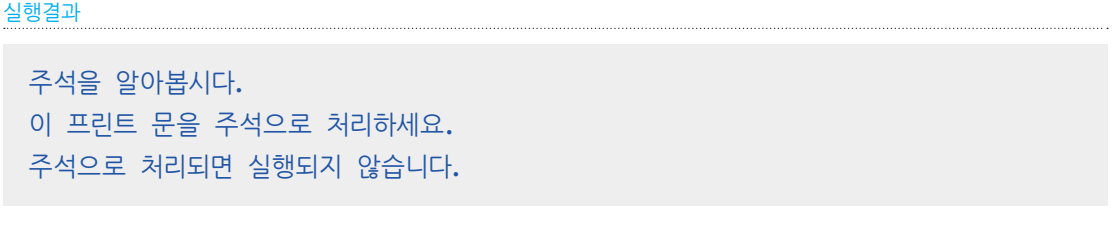 실행결과
주석을 알아봅시다.
이 프린트 문을 주석으로 처리하세요.
주석으로 처리되면 실행되지 않습니다.